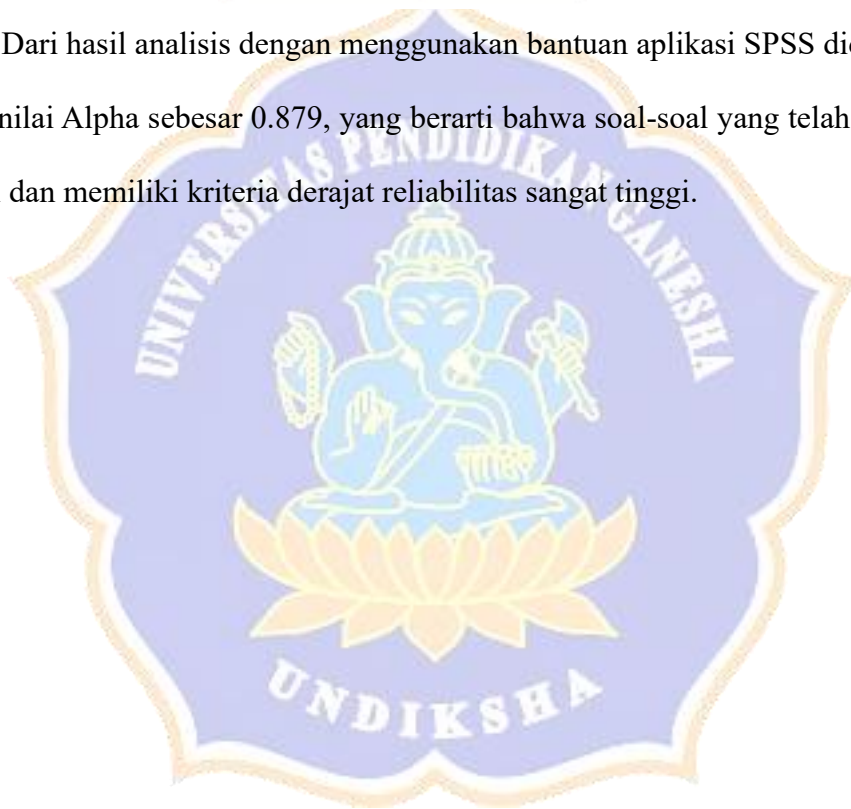 Dari hasil analisis dengan menggunakan bantuan aplikasi SPSS
nilai Alpha sebesar 0.879, yang berarti bahwa soal-soal yang telah
dan memiliki kriteria derajat reliabilitas sangat tinggi.
UNIVERSITAS PENDIDIKAN GANESHA
UNDIKSHA